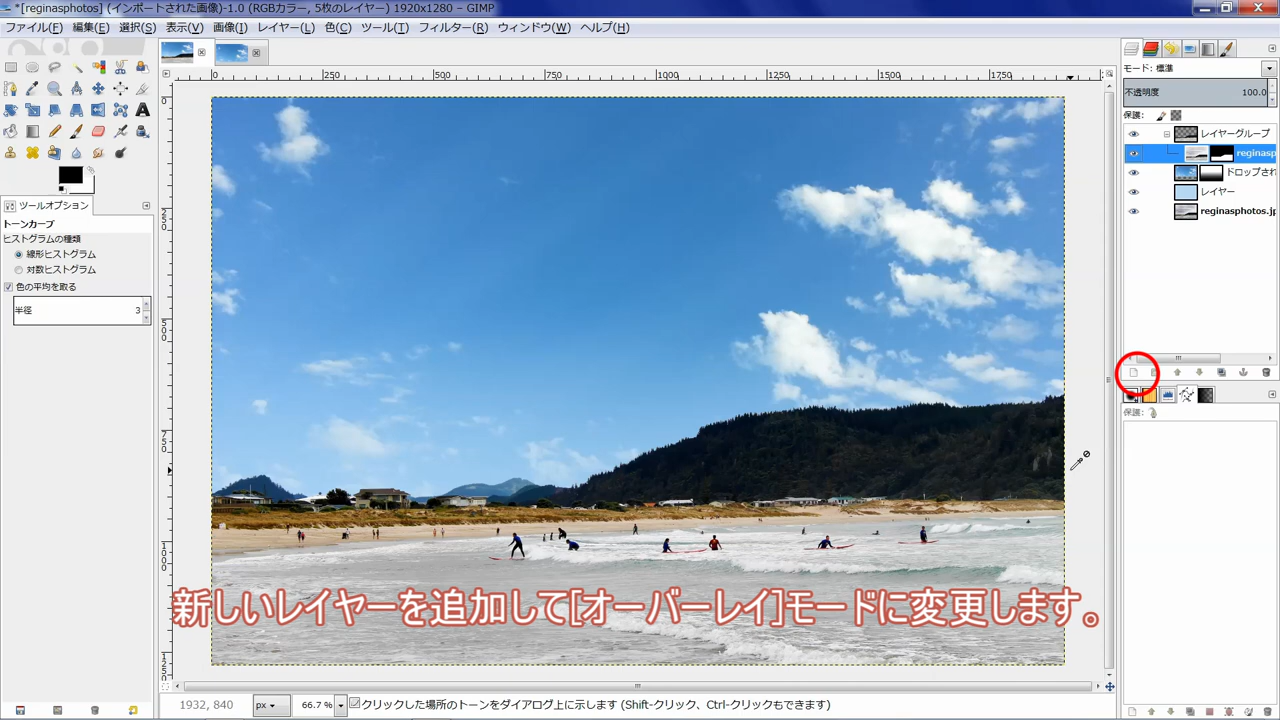 *[reginasphotos] (インポートされた画像)-1.0 (RGBカラー, 5枚のレイヤー) 1920x1280 – GIMP
ファイル(F) 編集(E) 選択(S) 表示(V) 画像(I) レイヤー(L) 色(C) ツール(T) フィルター(R) ウィンドウ(W) ヘルプ(H)
0 250 500 750 1000 1250 1500 1750
モード: 標準
不透明度 100.0
保護:
レイヤーグループ
reginasp
ドロップされ
レイヤー
reginasphotos.j
保護:
ツールオプション
トーンカーブ
ヒストグラムの種類
線形ヒストグラム
対数ヒストグラム
色の平均を取る
半径 3
新しいレイヤーを追加して[オーバーレイ]モードに変更します。
1932, 840 px 66.7 % クリックした場所のトーンをダイアログ上に示します (Shift-クリック、Ctrl-クリックもできます)